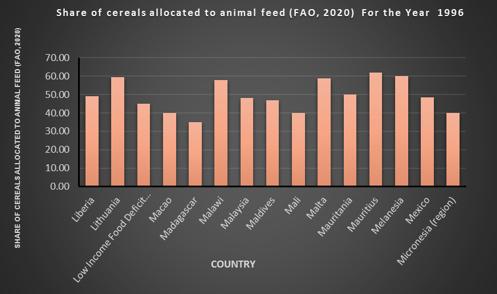 Share of cereals allocated to animal feed (FAO, 2020) For the Year 1996
SHARE OF CEREALS ALLOCATED TO ANIMAL FEED (FAO, 2020)
70.00
60.00
50.00
40.00
30.00
20.00
10.00
0.00
Liberia
Lithuania
Low Income Food Deficit...
Macao
Madagascar
Malawi
Malaysia
Maldives
Mali
Malta
Mauritania
Mauritius
Melanesia
Mexico
Micronesia (region)
COUNTRY